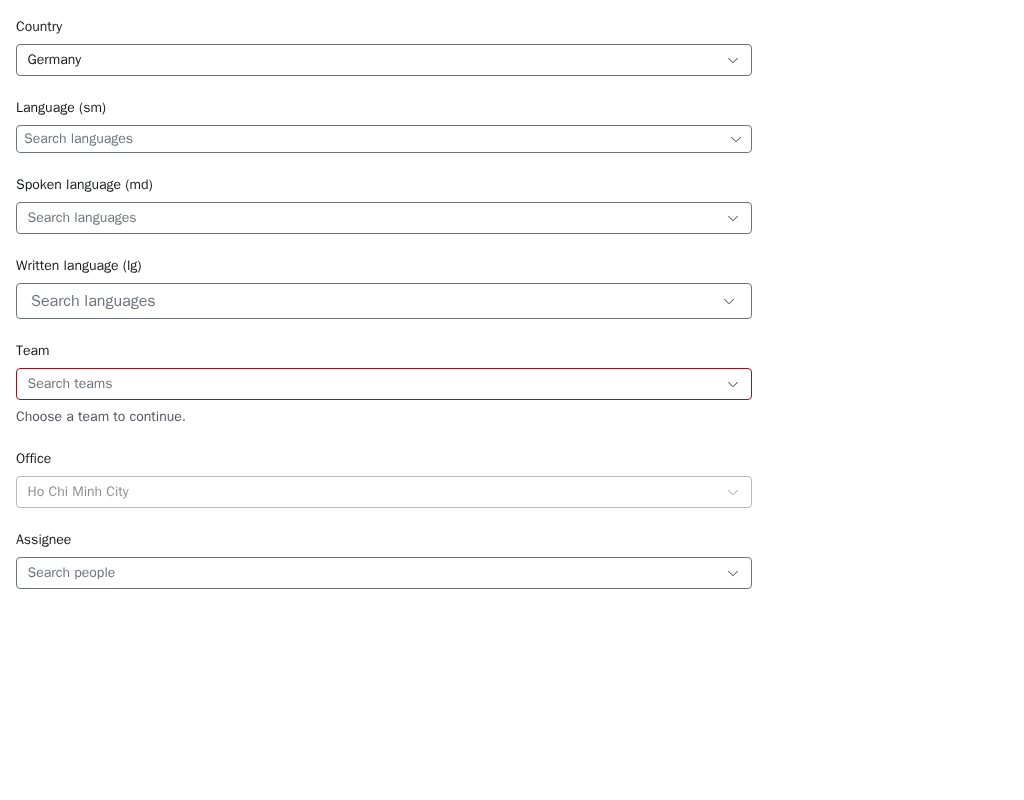 Country
Germany
Language (sm)
Search languages
Spoken language (md)
Search languages
Written language (lg)
Search languages
Team
Search teams
Choose a team to continue.
Office
Ho Chi Minh City
Assignee
Search people